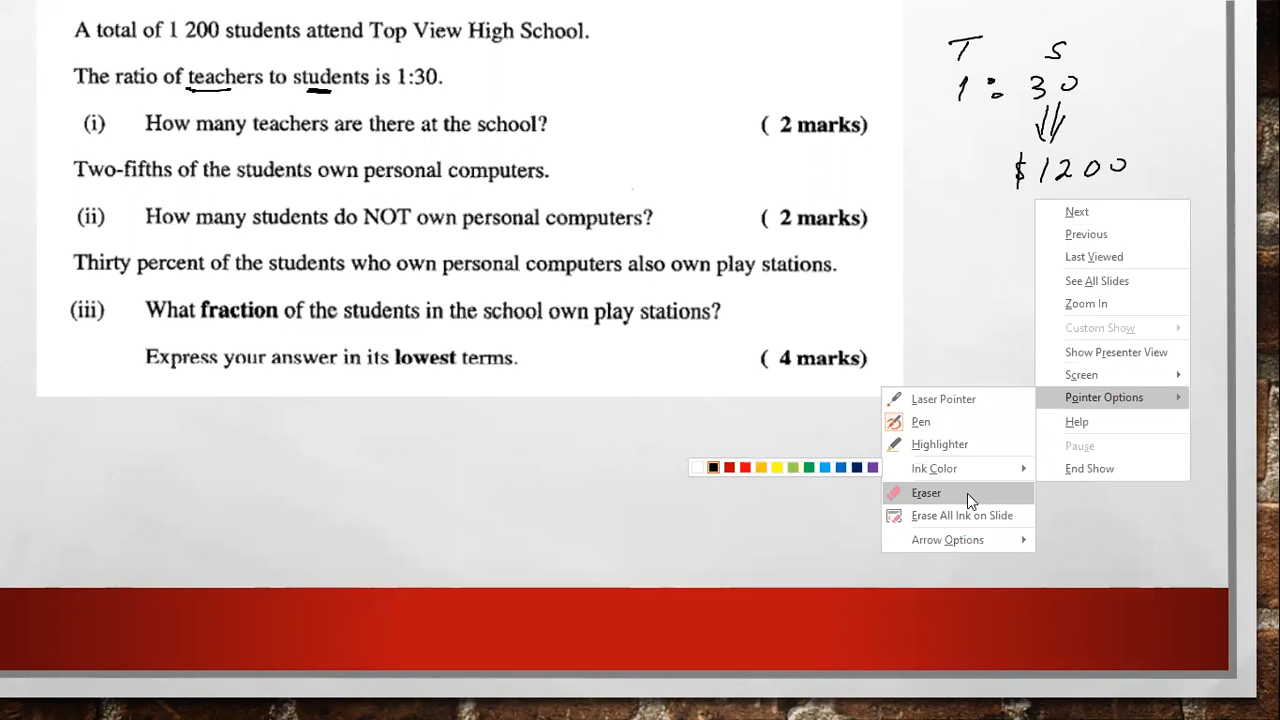 A total of 1 200 students attend Top View High School.
The ratio of teachers to students is 1:30.
(i) How many teachers are there at the school? ( 2 marks)
Two-fifths of the students own personal computers.
(ii) How many students do NOT own personal computers? ( 2 marks)
Thirty percent of the students who own personal computers also own play stations.
(iii) What fraction of the students in the school own play stations?
Express your answer in its lowest terms. ( 4 marks)
T S
1 : 30
$1200
Next
Previous
Last Viewed
See All Slides
Zoom In
Custom Show
Show Presenter View
Screen
Pointer Options
Help
Pause
End Show
Laser Pointer
Pen
Highlighter
Ink Color
Eraser
Erase All Ink on Slide
Arrow Options